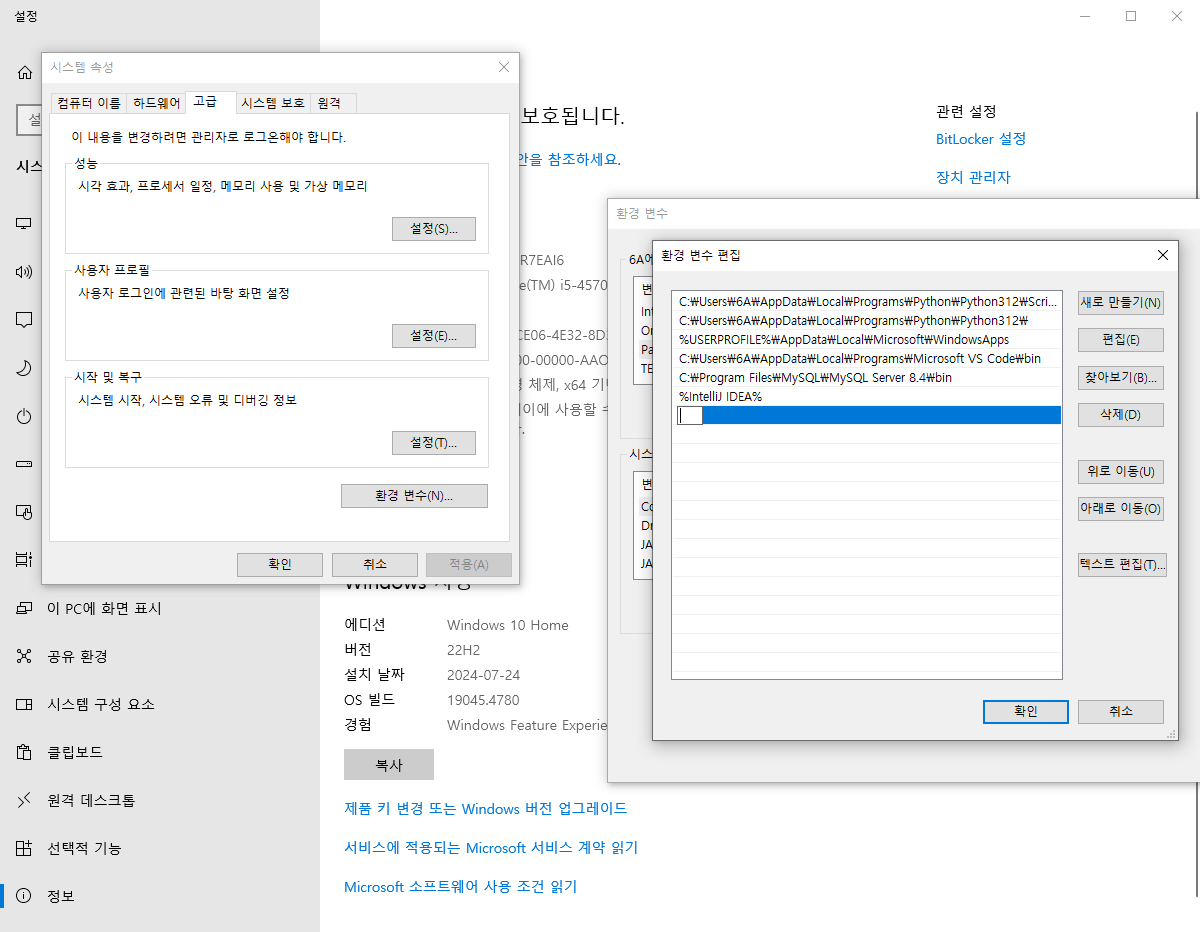 설정
시스
이 PC에 화면 표시
공유 환경
시스템 구성 요소
클립보드
원격 데스크톱
선택적 기능
정보
시스템 속성
컴퓨터 이름
하드웨어
고급
시스템 보호
원격
이 내용을 변경하려면 관리자로 로그온해야 합니다.
성능
시각 효과, 프로세서 일정, 메모리 사용 및 가상 메모리
설정(S)...
사용자 프로필
사용자 로그인에 관련된 바탕 화면 설정
설정(E)...
시작 및 복구
시스템 시작, 시스템 오류 및 디버깅 정보
설정(T)...
환경 변수(N)...
확인
취소
적용(A)
보호됩니다.
안을 참조하세요.
R7EAI6
e(TM) i5-4570
CE06-4E32-8D
00-00000-AAO
체제, x64 기
이에 사용할 수
에디션 Windows 10 Home
버전 22H2
설치 날짜 2024-07-24
OS 빌드 19045.4780
경험 Windows Feature Experie
복사
제품 키 변경 또는 Windows 버전 업그레이드
서비스에 적용되는 Microsoft 서비스 계약 읽기
Microsoft 소프트웨어 사용 조건 읽기
관련 설정
BitLocker 설정
장치 관리자
환경 변수
6A에
변
Int
On
Pa
TE
시스
변
Co
Dr
JA
JA
환경 변수 편집
C:₩Users₩6A₩AppData₩Local₩Programs₩Python₩Python312₩Scri...
C:₩Users₩6A₩AppData₩Local₩Programs₩Python₩Python312₩
%USERPROFILE%₩AppData₩Local₩Microsoft₩WindowsApps
C:₩Users₩6A₩AppData₩Local₩Programs₩Microsoft VS Code₩bin
C:₩Program Files₩MySQL₩MySQL Server 8.4₩bin
%IntelliJ IDEA%
새로 만들기(N)
편집(E)
찾아보기(B)...
삭제(D)
위로 이동(U)
아래로 이동(O)
텍스트 편집(T)...
확인
취소